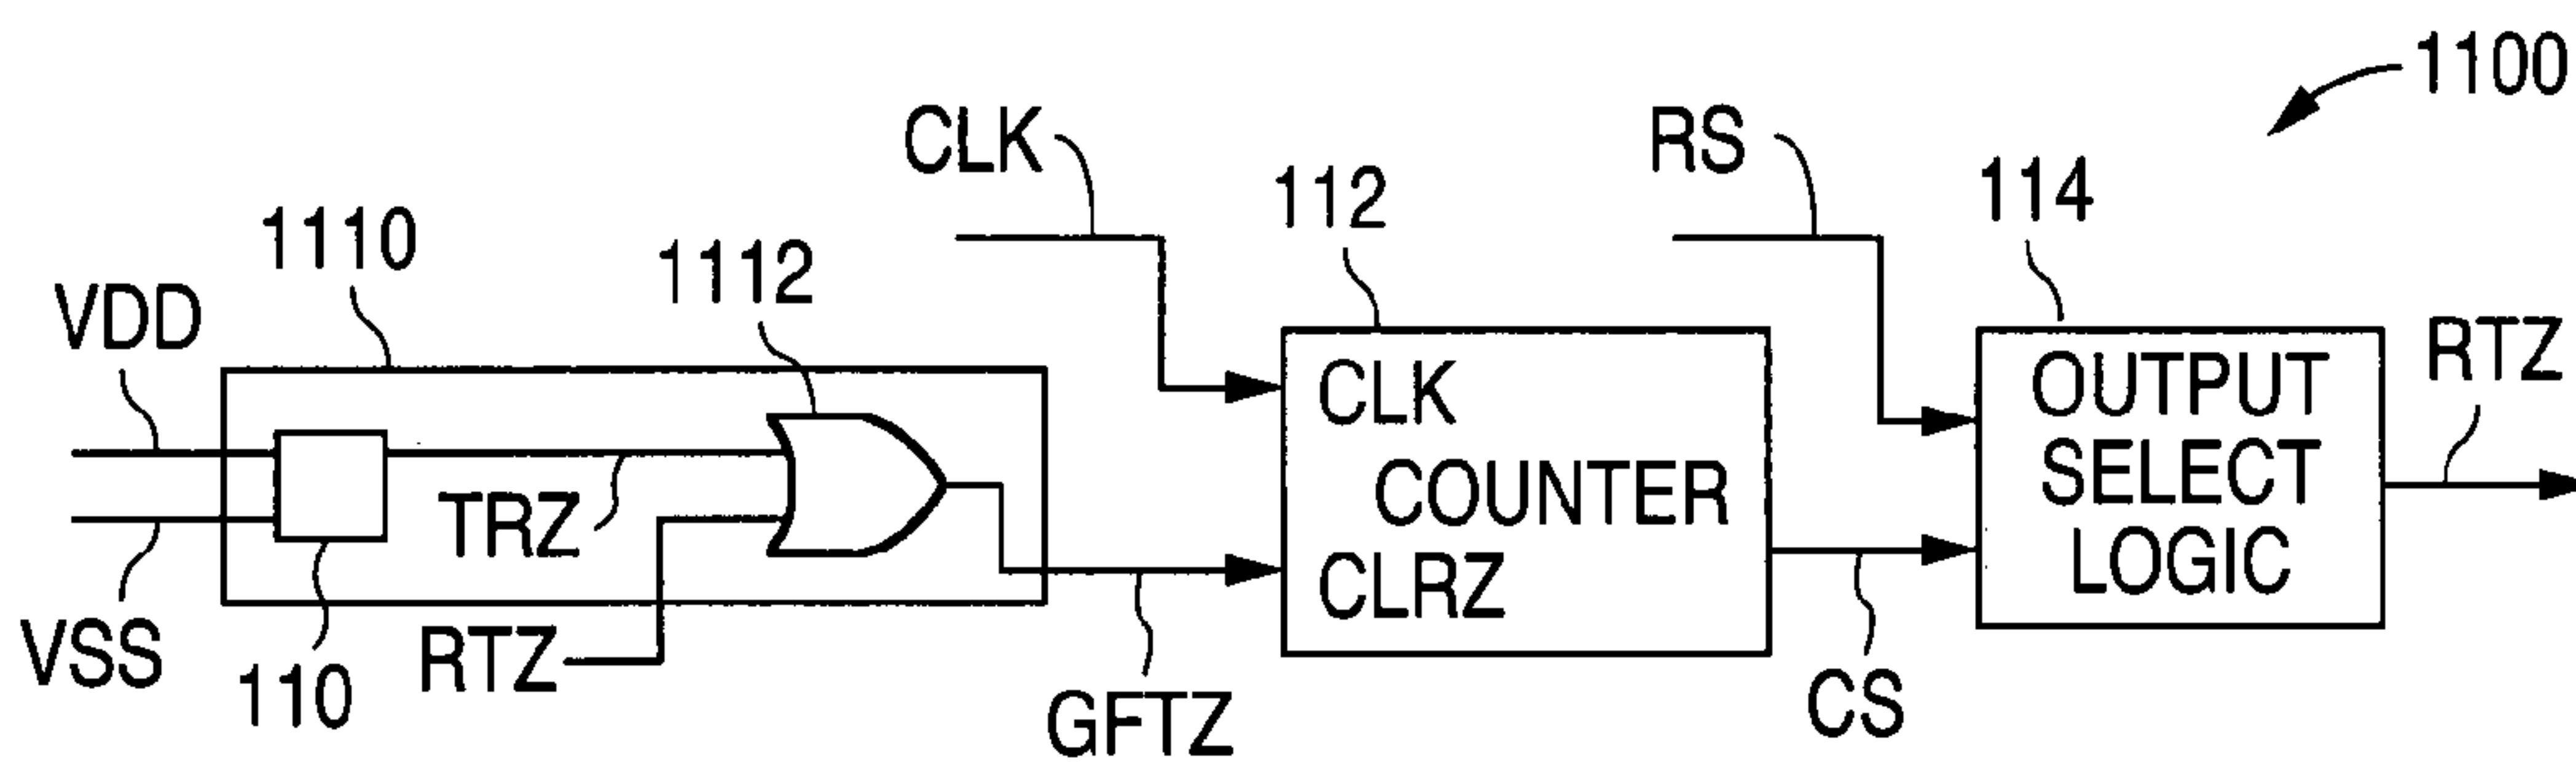 1100
CLK
RS
112
114
1110
1112
VDD
RTZ
CLK
OUTPUT
SELECT
LOGIC
COUNTER
TRZ
CLRZ
VSS
110
RTZ
GFTZ
CS